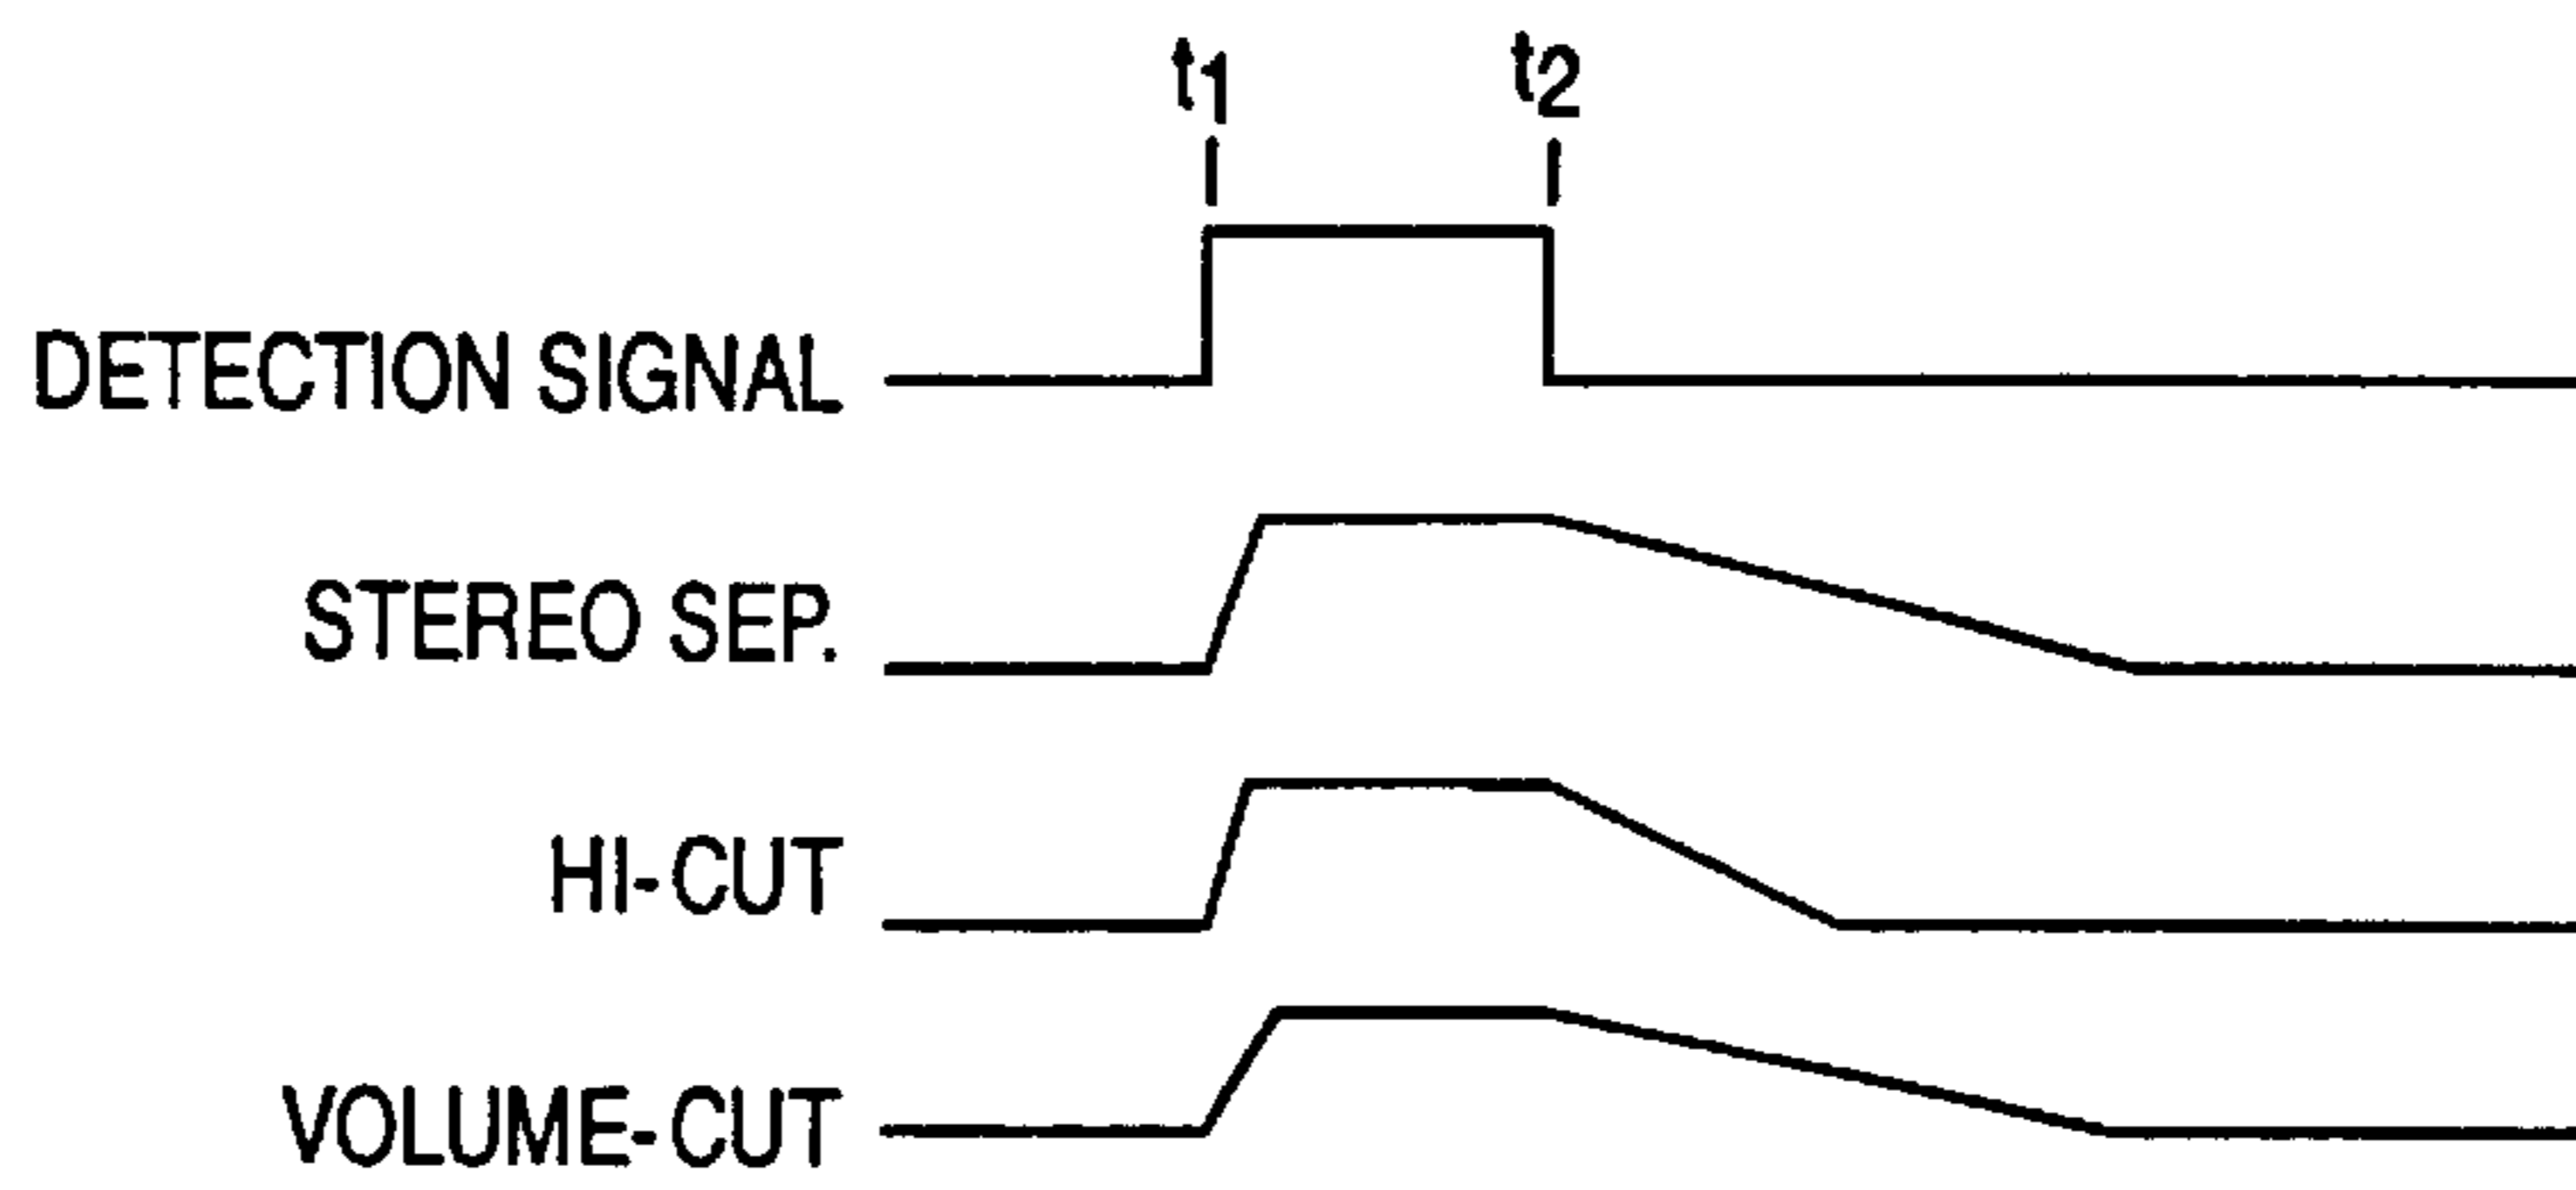 t1 t2
DETECTION SIGNAL
STEREO SEP.
HI-CUT
VOLUME-CUT